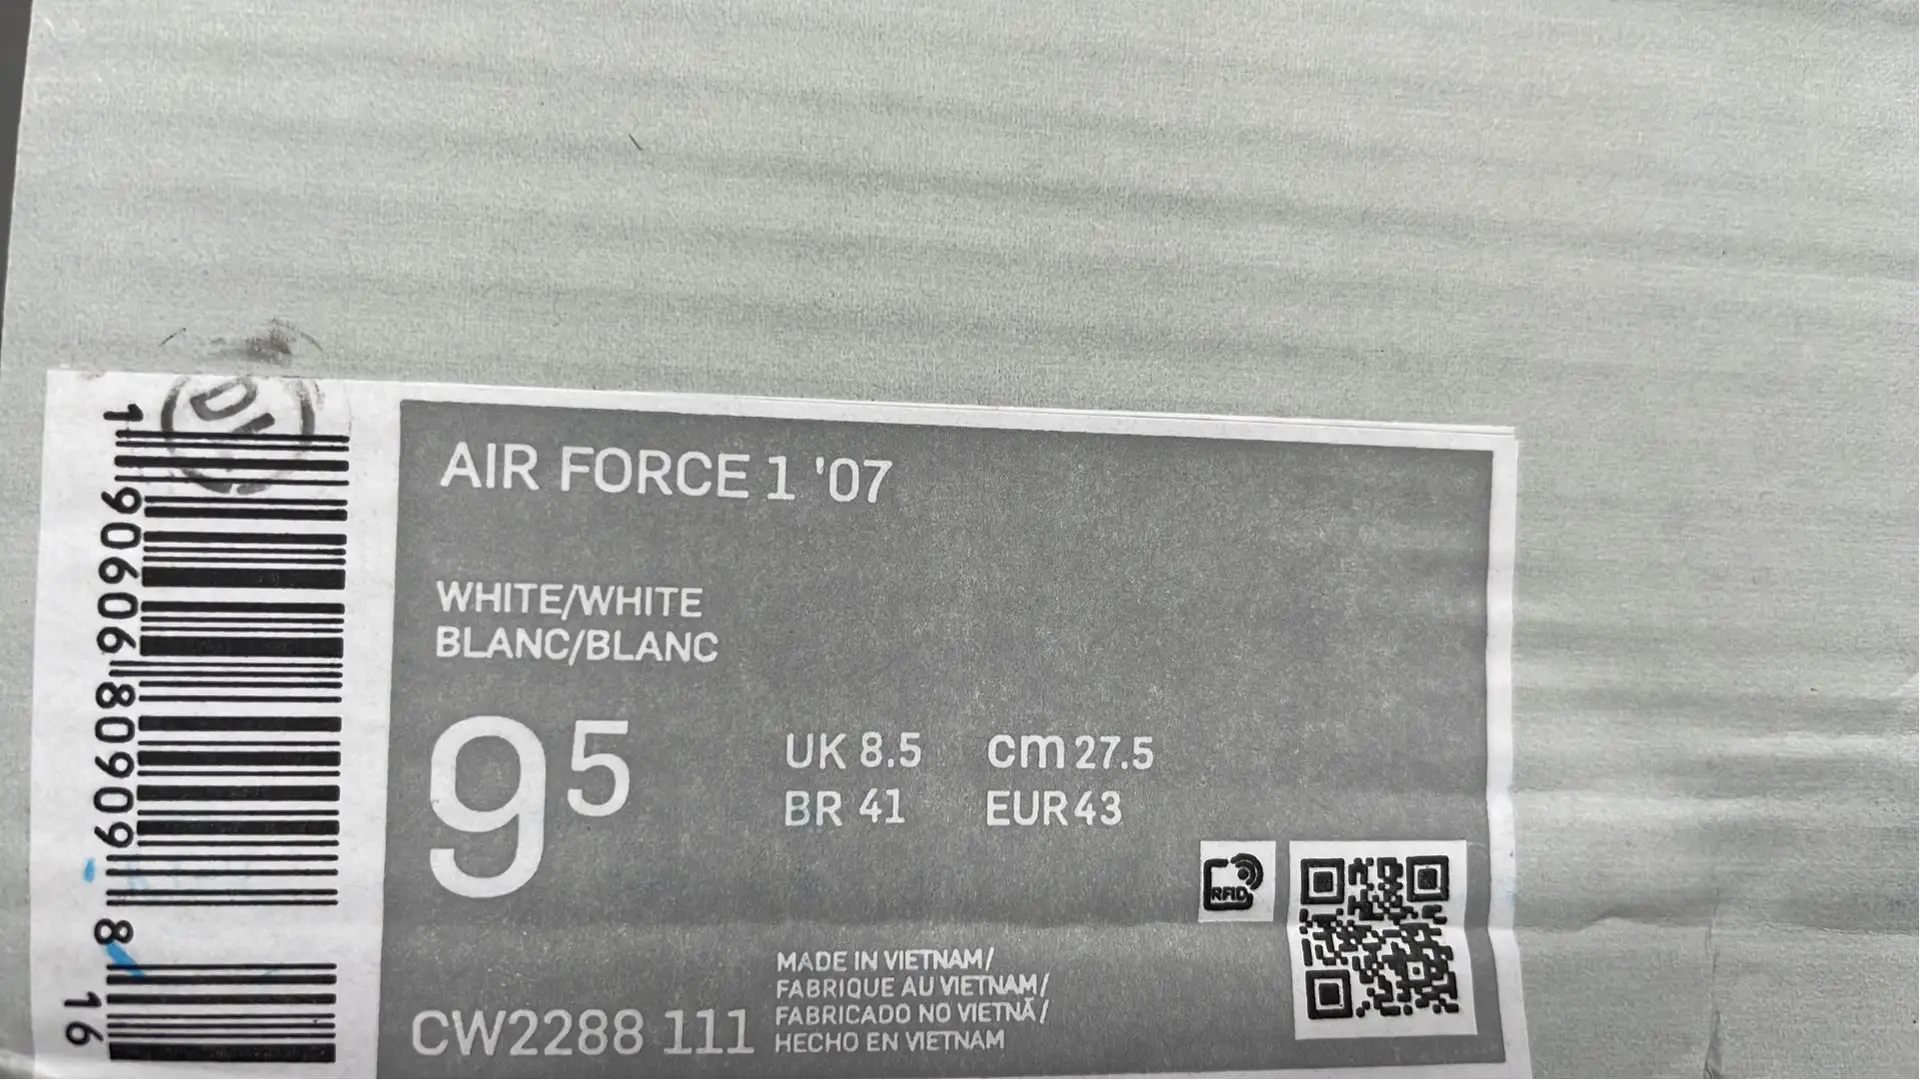 AIR FORCE 1 '07
WHITE/WHITE
BLANC/BLANC
9 5
UK 8.5 cm 27.5
BR 41 EUR 43
RFID
CW2288 111
MADE IN VIETNAM/
FABRIQUE AU VIETNAM/
FABRICADO NO VIETNÃ/
HECHO EN VIETNAM
1 90606 80909 8
16